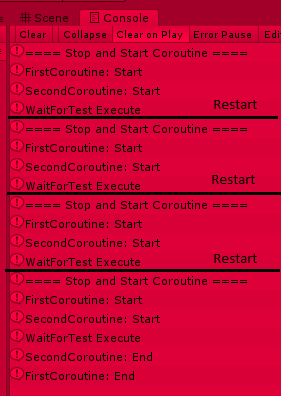 Scene Console
Clear Collapse Clear on Play Error Pause Edi
==== Stop and Start Coroutine ====
FirstCoroutine: Start
SecondCoroutine: Start
WaitForTest Execute Restart
==== Stop and Start Coroutine ====
FirstCoroutine: Start
SecondCoroutine: Start
WaitForTest Execute Restart
==== Stop and Start Coroutine ====
FirstCoroutine: Start
SecondCoroutine: Start
WaitForTest Execute Restart
==== Stop and Start Coroutine ====
FirstCoroutine: Start
SecondCoroutine: Start
WaitForTest Execute
SecondCoroutine: End
FirstCoroutine: End